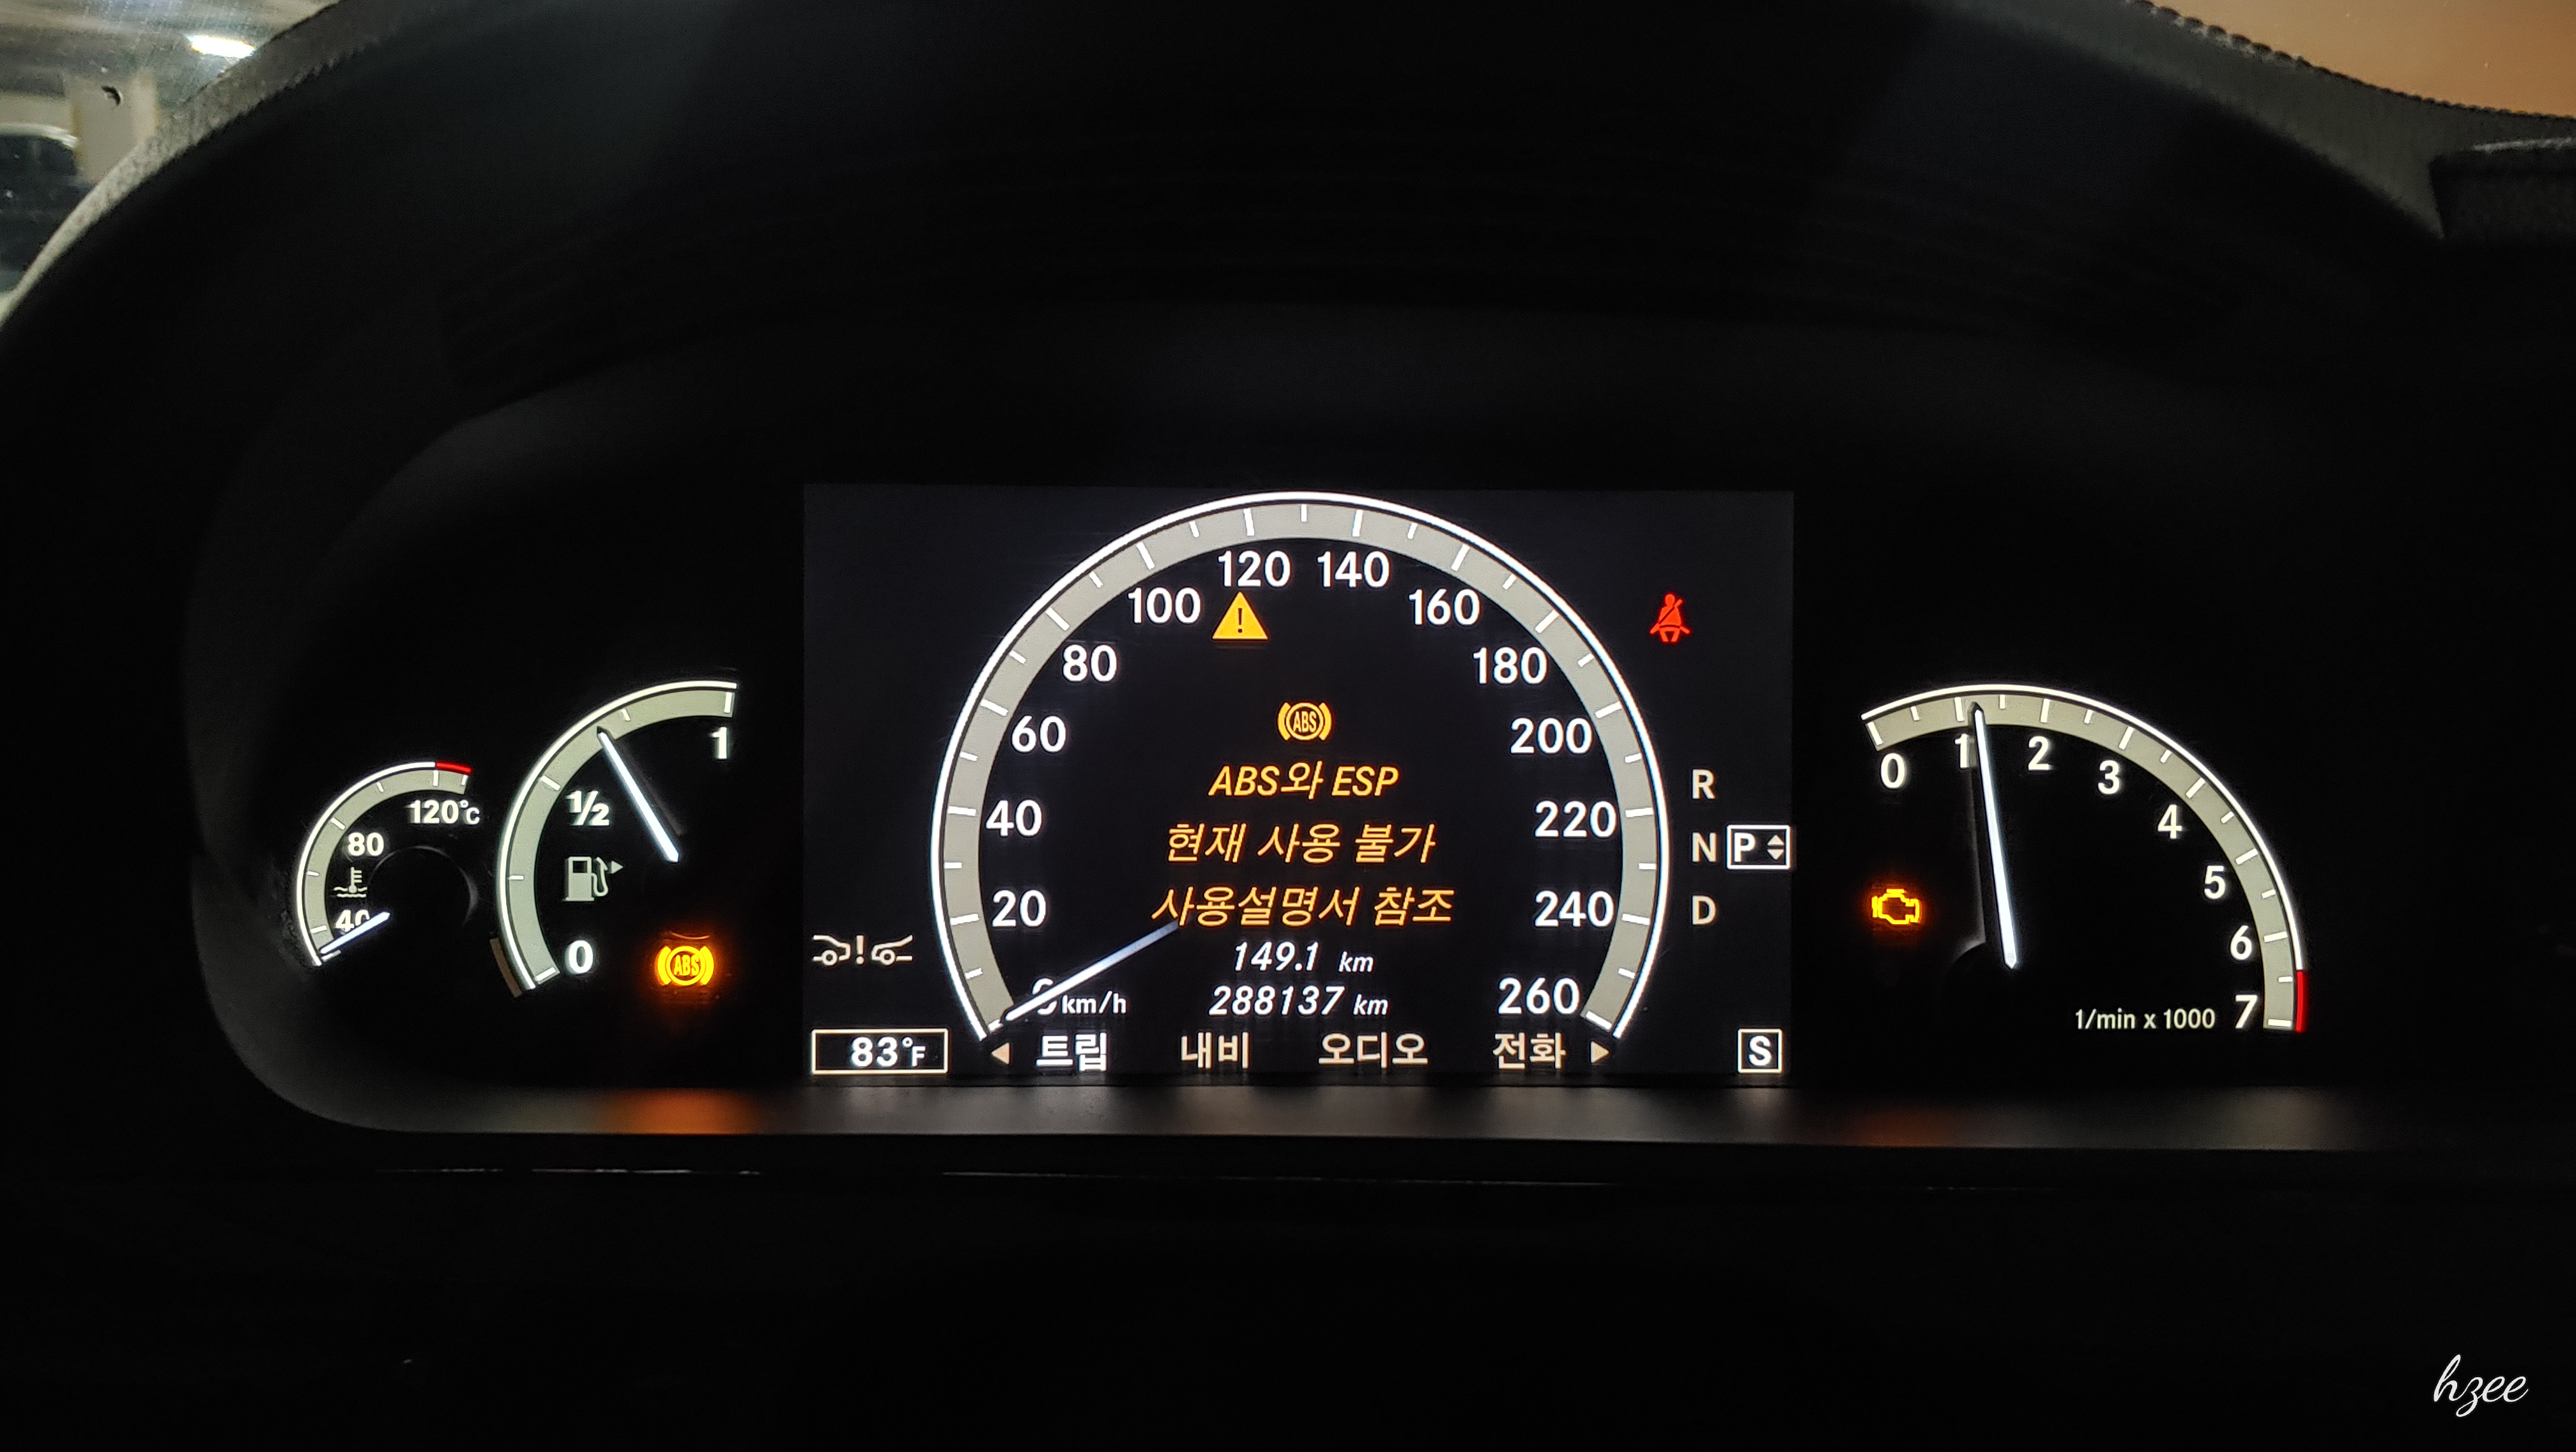 120°C
80
40
1
1/2
0
ABS
100 120 140 160
80 180
60 200
40 220
20 240
0 km/h 260
ABS
ABS와 ESP
현재 사용 불가
사용설명서 참조
149.1 km
288137 km
83°F
트립 내비 오디오 전화
R
N P
D
S
0 1 2 3 4 5 6 7
1/min x 1000
hzee